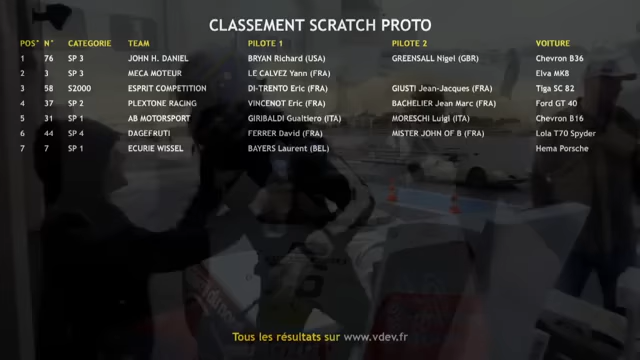 CLASSEMENT SCRATCH PROTO
POS° N° CATEGORIE TEAM PILOTE 1 PILOTE 2 VOITURE
1 76 SP 3 JOHN H. DANIEL BRYAN Richard (USA) GREENSALL Nigel (GBR) Chevron B36
2 3 SP 3 MECA MOTEUR LE CALVEZ Yann (FRA) Elva MK8
3 58 S2000 ESPRIT COMPETITION DI-TRENTO Eric (FRA) GIUSTI Jean-Jacques (FRA) Tiga SC 82
4 37 SP 2 PLEXTONE RACING VINCENOT Eric (FRA) BACHELIER Jean Marc (FRA) Ford GT 40
5 31 SP 1 AB MOTORSPORT GIRIBALDI Gualtiero (ITA) MORESCHI Luigi (ITA) Chevron B16
6 44 SP 4 DAGEFRUTI FERRER David (FRA) MISTER JOHN OF B (FRA) Lola T70 Spyder
7 7 SP 1 ECURIE WISSEL BAYERS Laurent (BEL) Hema Porsche
Tous les résultats sur www.vdev.fr